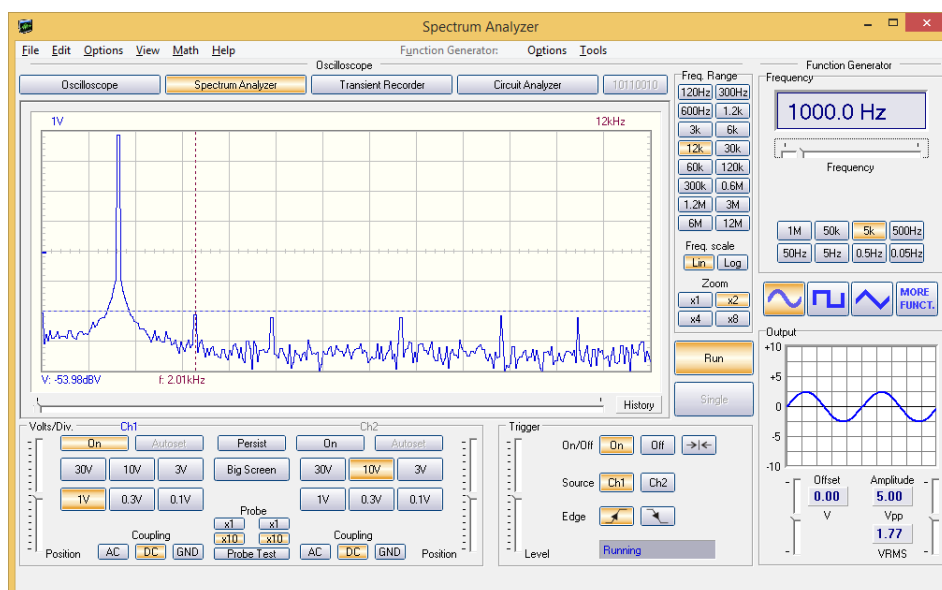 Spectrum Analyzer
File Edit Options View Math Help Function Generator: Options Tools
Oscilloscope
Oscilloscope Spectrum Analyzer Transient Recorder Circuit Analyzer 10110010
1V 12kHz
V: -53.98dBV f: 2.01kHz
History
Freq. Range
120Hz 300Hz
600Hz 1.2k
3k 6k
12k 30k
60k 120k
300k 0.6M
1.2M 3M
6M 12M
Freq. scale
Lin Log
Zoom
x1 x2
x4 x8
Run
Single
Function Generator
Frequency
1000.0 Hz
Frequency
1M 50k 5k 500Hz
50Hz 5Hz 0.5Hz 0.05Hz
MORE
FUNCT.
Output
+10
+5
0
-5
-10
Offset Amplitude
0.00 5.00
V Vpp
1.77
VRMS
Volts/Div. Ch1 Ch2
On Autoset Persist On Autoset
30V 10V 3V Big Screen 30V 10V 3V
1V 0.3V 0.1V 1V 0.3V 0.1V
Probe
x1 x1
Coupling x10 x10 Coupling
Position AC DC GND Probe Test AC DC GND Position
Trigger
On/Off On Off
Source Ch1 Ch2
Edge
Level Running